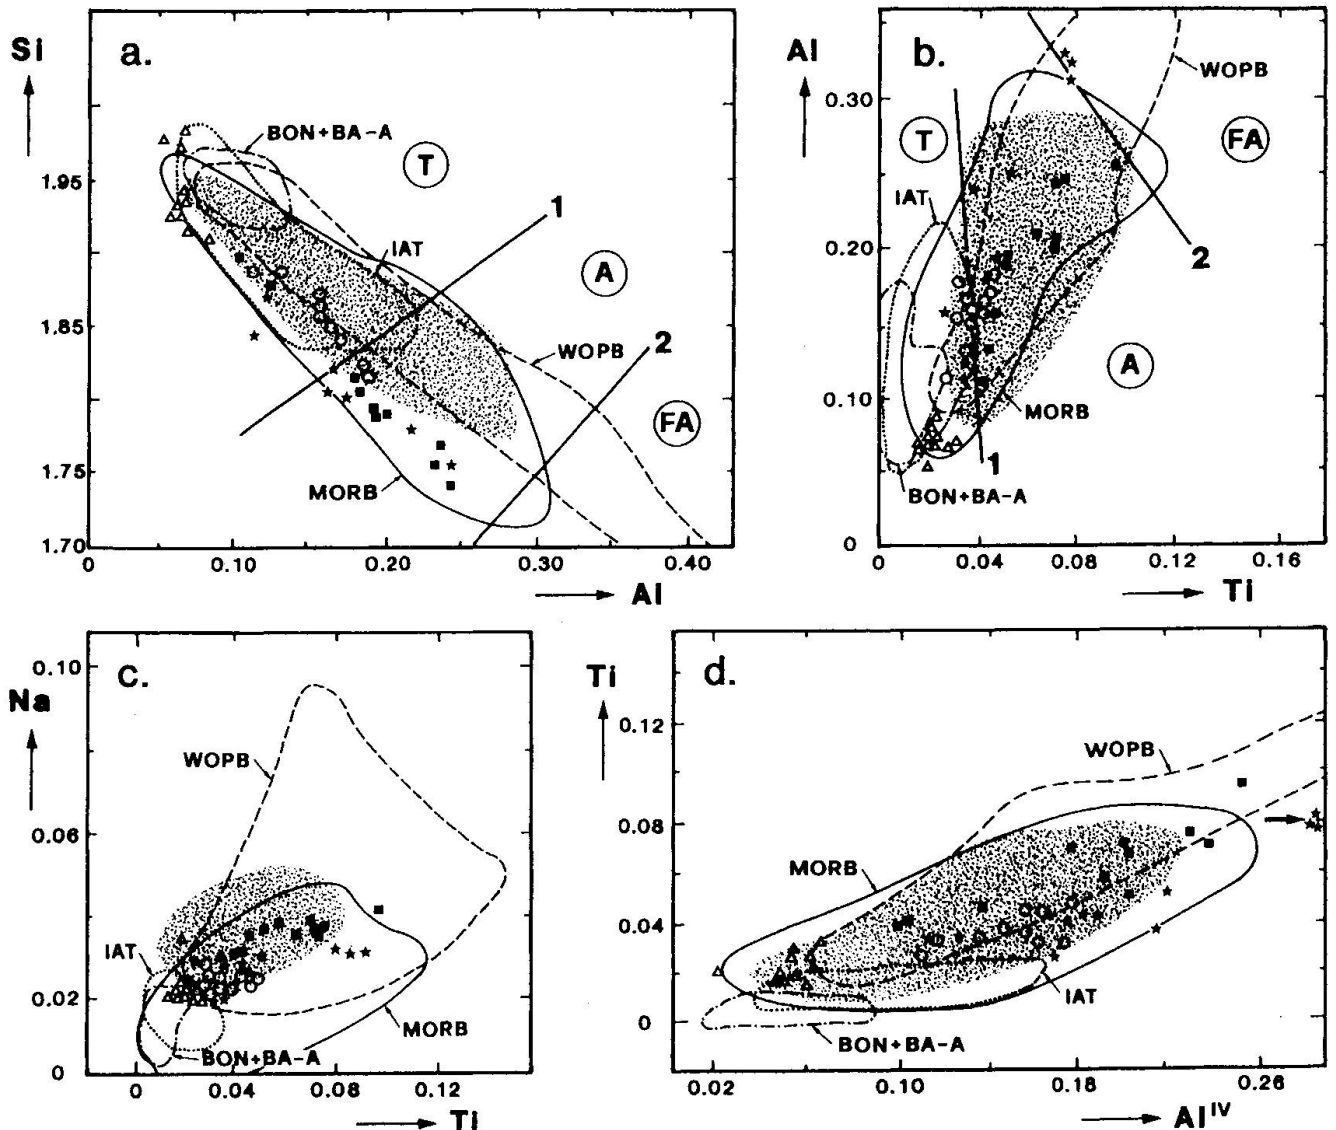 a.
Si
BON+BA-A
T
1.95
1
1.90
IAT
A
1.85
2
WOPB
1.80
FA
1.75
MORB
1.70
0
0.10
0.20
0.30
0.40
Al
b.
Al
WOPB
0.30
T
FA
IAT
0.20
2
A
0.10
MORB
1
BON+BA-A
0
0
0.04
0.08
0.12
0.16
Ti
c.
0.10
Na
WOPB
0.06
IAT
0.02
MORB
BON+BA-A
0
0
0.04
0.08
0.12
Ti
d.
Ti
0.12
WOPB
0.08
MORB
0.04
IAT
0
BON+BA-A
0.02
0.10
0.18
0.26
Al^IV